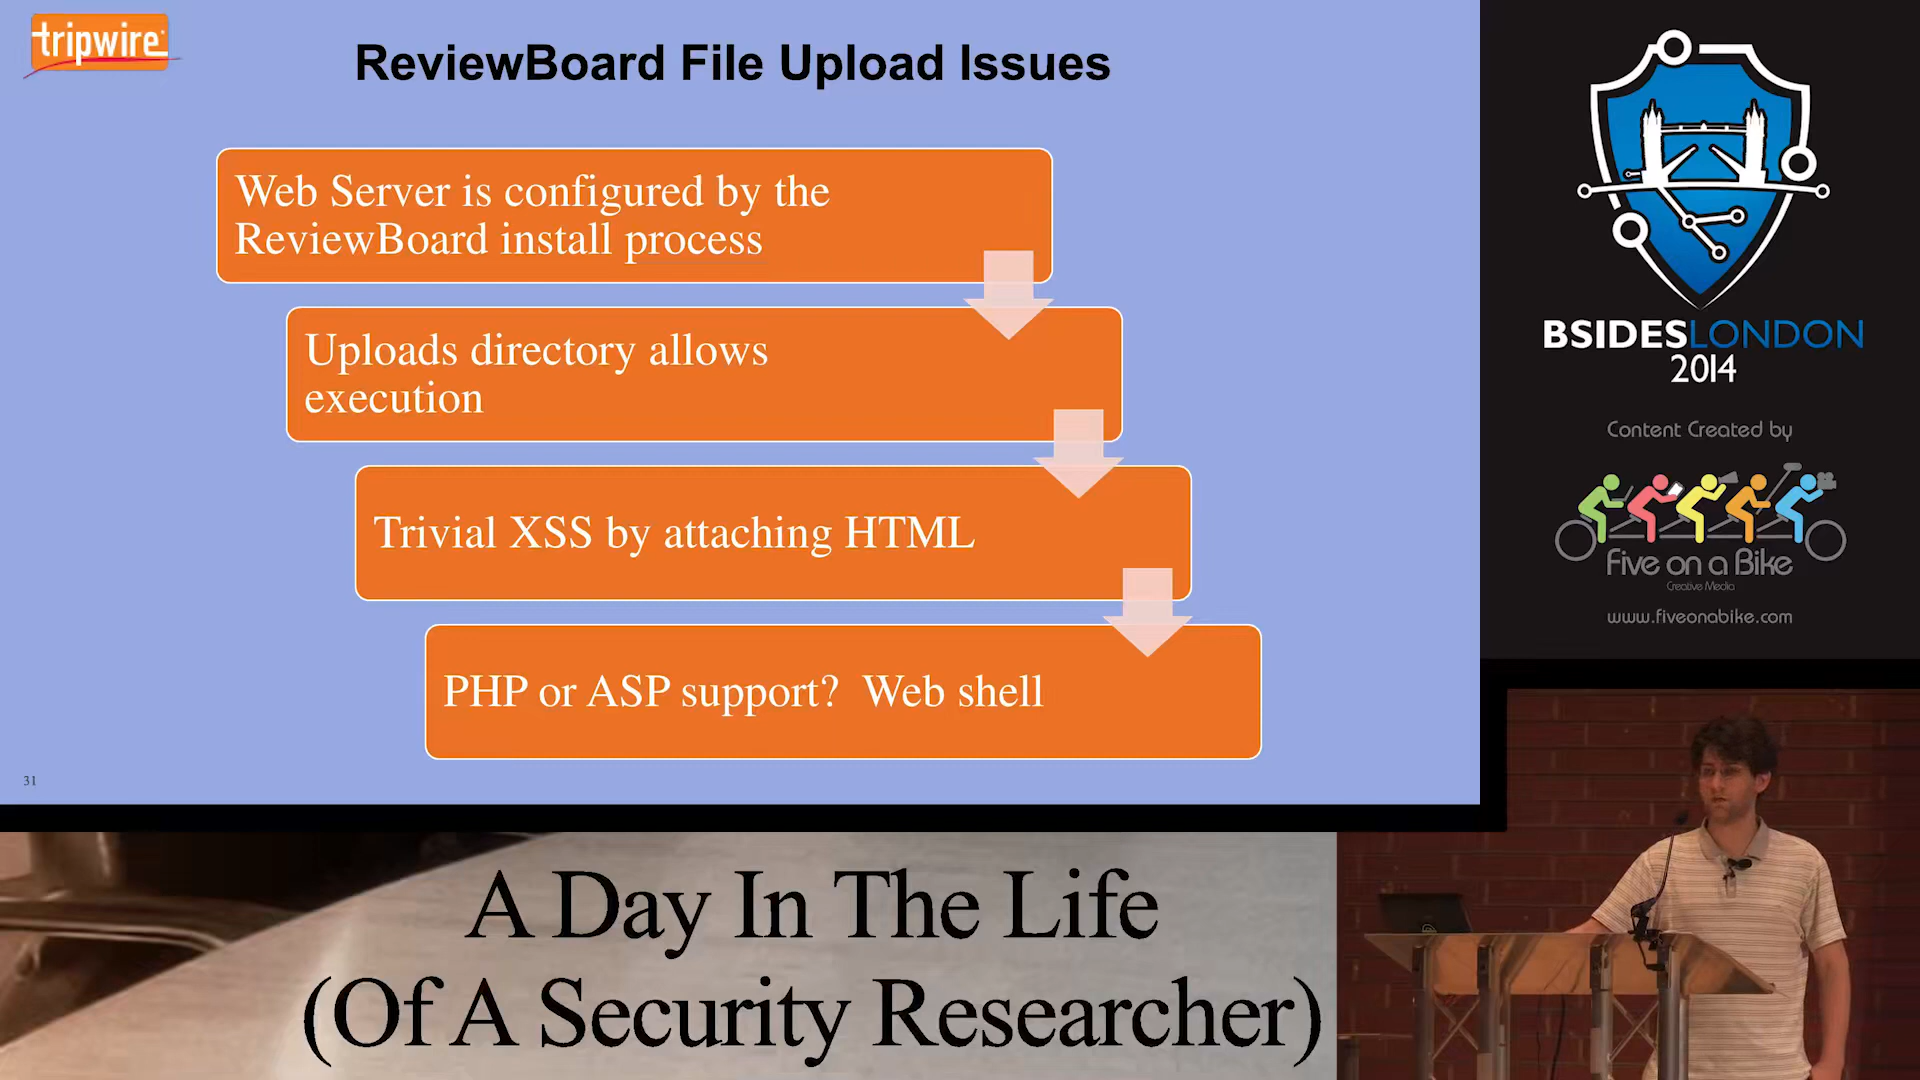 tripwire
ReviewBoard File Upload Issues
Web Server is configured by the
ReviewBoard install process
Uploads directory allows
execution
Trivial XSS by attaching HTML
PHP or ASP support?  Web shell
31
BSIDESLONDON
2014
Content Created by
Five on a Bike
Creative Media
www.fiveonabike.com
A Day In The Life
(Of A Security Researcher)